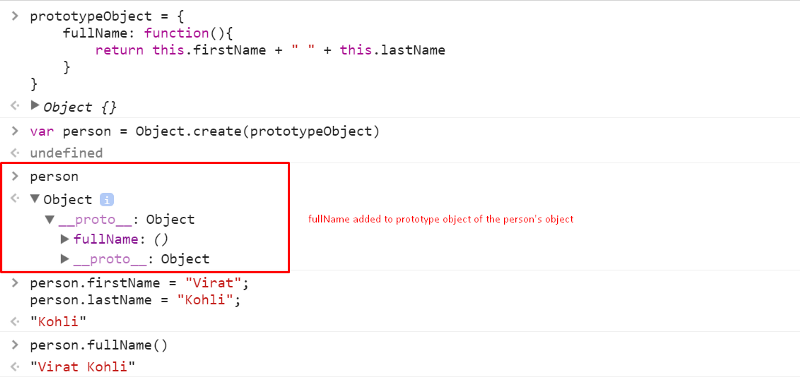 prototypeObject = {
fullName: function(){
return this.firstName + " " + this.lastName
}
}
Object {}
var person = Object.create(prototypeObject)
undefined
person
Object i
__proto__: Object
fullName added to prototype object of the person's object
fullName: ()
__proto__: Object
person.firstName = "Virat";
person.lastName = "Kohli";
"Kohli"
person.fullName()
"Virat Kohli"